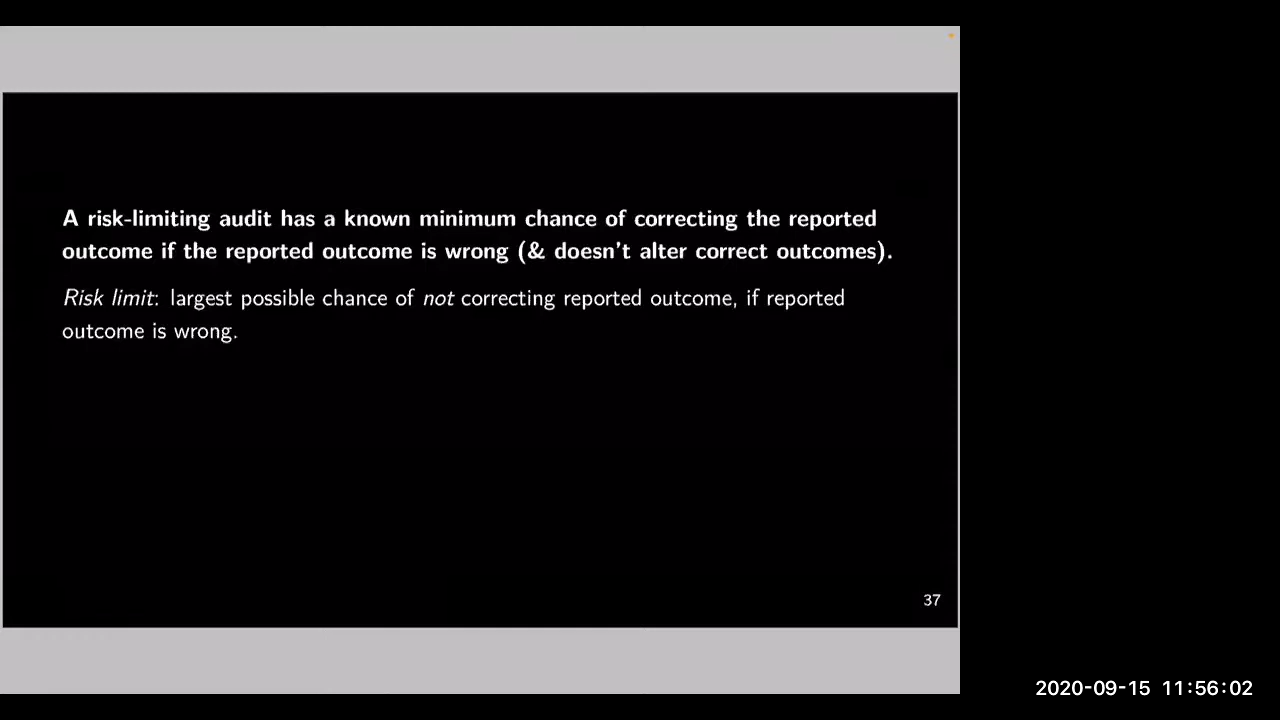 A risk-limiting audit has a known minimum chance of correcting the reported
outcome if the reported outcome is wrong (& doesn't alter correct outcomes).
Risk limit: largest possible chance of not correcting reported outcome, if reported
outcome is wrong.
37
2020-09-15 11:56:02